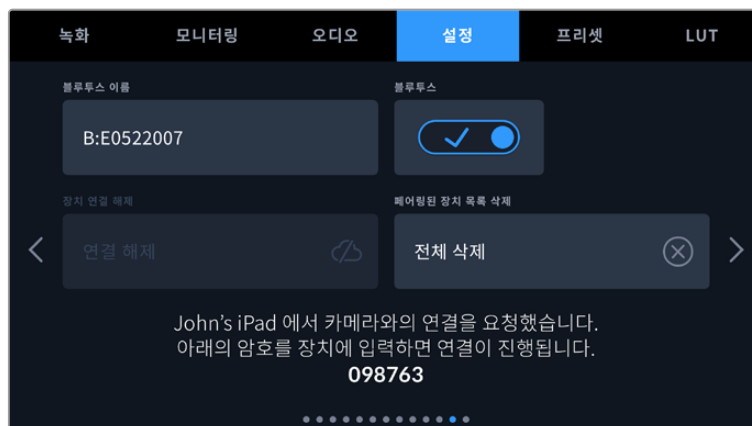 녹화 모니터링 오디오 설정 프리셋 LUT
블루투스 이름 블루투스
B:E0522007
장치 연결 해제 페어링된 장치 목록 삭제
연결 해제 전체 삭제
John's iPad 에서 카메라와의 연결을 요청했습니다.
아래의 암호를 장치에 입력하면 연결이 진행됩니다.
098763